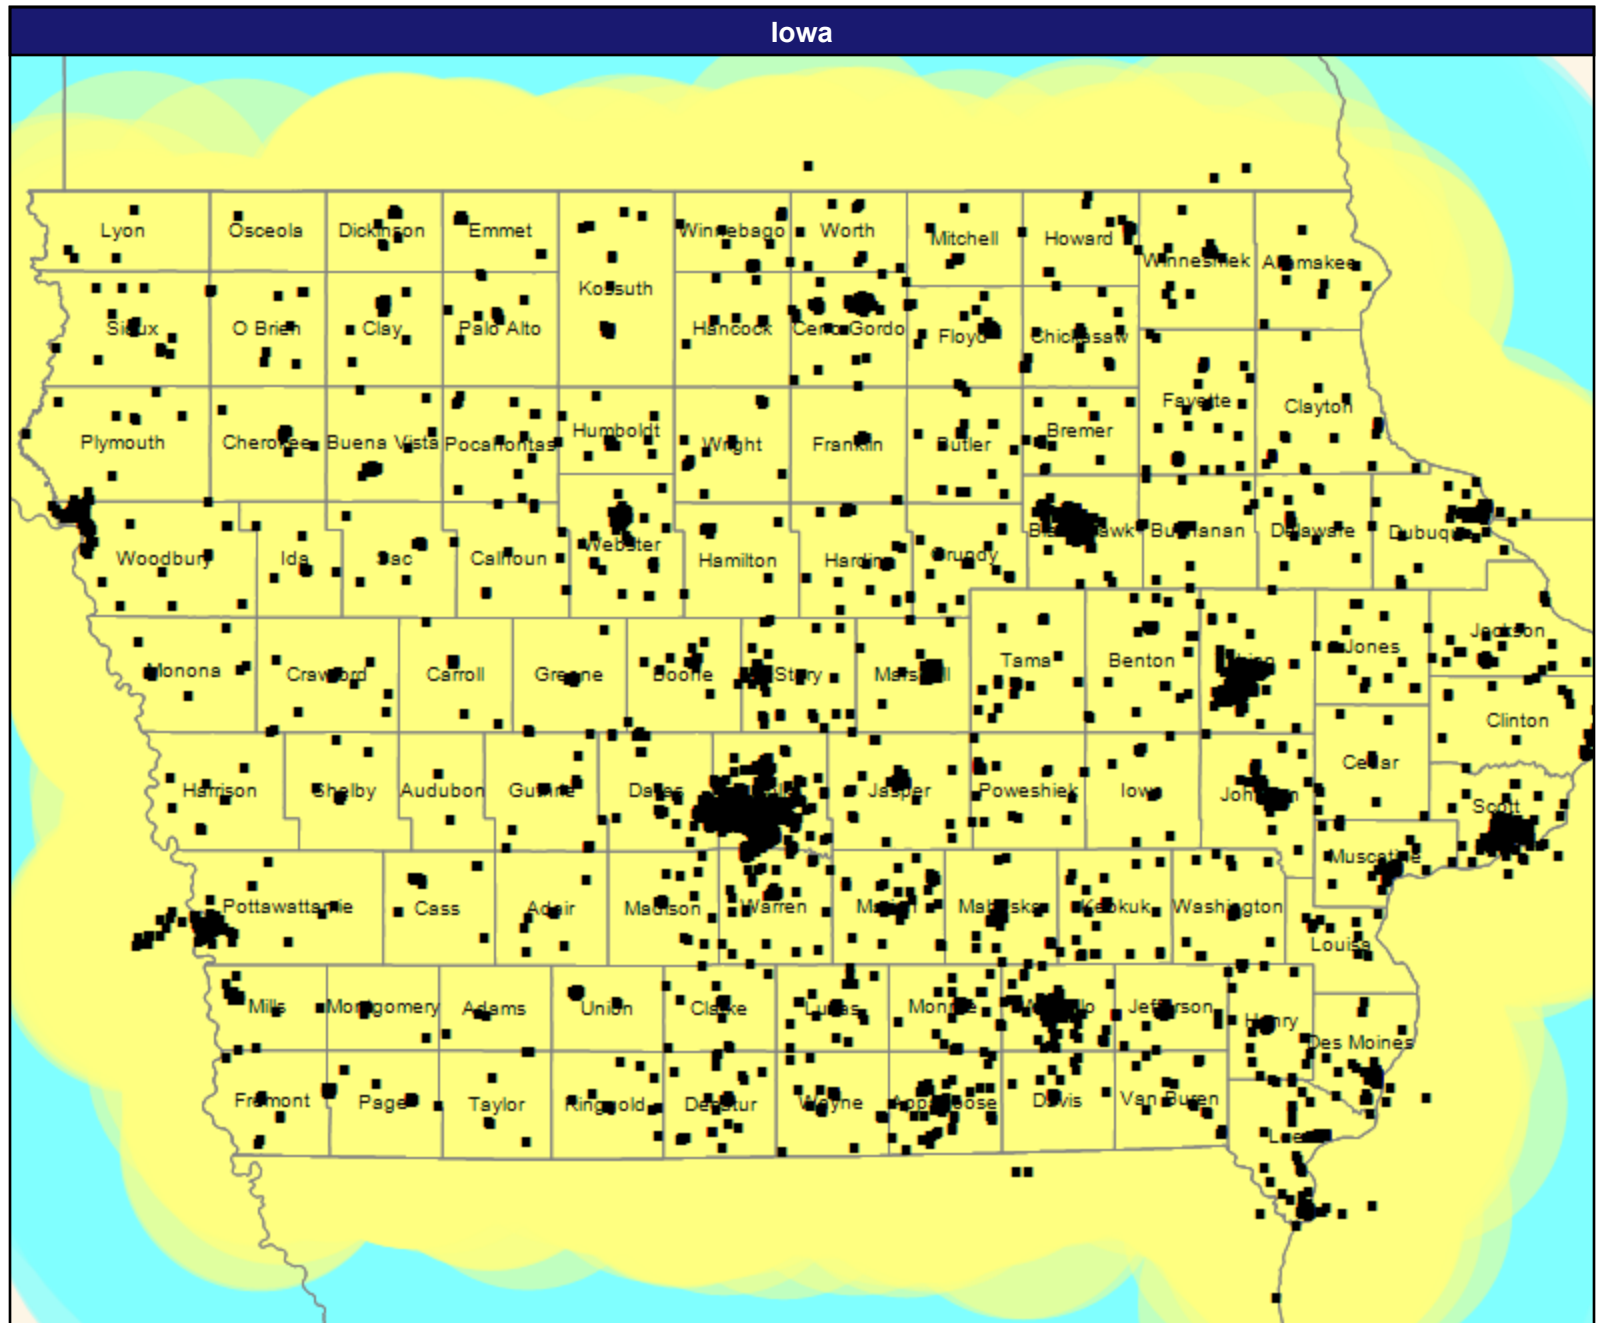 Iowa
Lyon
Osceola
Dickinson
Emmet
Winnebago
Worth
Mitchell
Howard
Winneshiek
Allamakee
Kossuth
Sioux
O Brien
Clay
Palo Alto
Hancock
Cerro Gordo
Floyd
Chickasaw
Plymouth
Cherokee
Buena Vista
Pocahontas
Humboldt
Wright
Franklin
Butler
Bremer
Fayette
Clayton
Woodbury
Ida
Sac
Calhoun
Webster
Hamilton
Hardin
Grundy
Black Hawk
Buchanan
Delaware
Dubuque
Monona
Crawford
Carroll
Greene
Boone
Story
Marshall
Tama
Benton
Linn
Jones
Jackson
Clinton
Harrison
Shelby
Audubon
Guthrie
Dallas
Polk
Jasper
Poweshiek
Iowa
Johnson
Cedar
Scott
Muscatine
Pottawattamie
Cass
Adair
Madison
Warren
Marion
Mahaska
Keokuk
Washington
Louisa
Mills
Montgomery
Adams
Union
Clarke
Lucas
Monroe
Wapello
Jefferson
Henry
Des Moines
Fremont
Page
Taylor
Ringgold
Decatur
Wayne
Appanoose
Davis
Van Buren
Lee